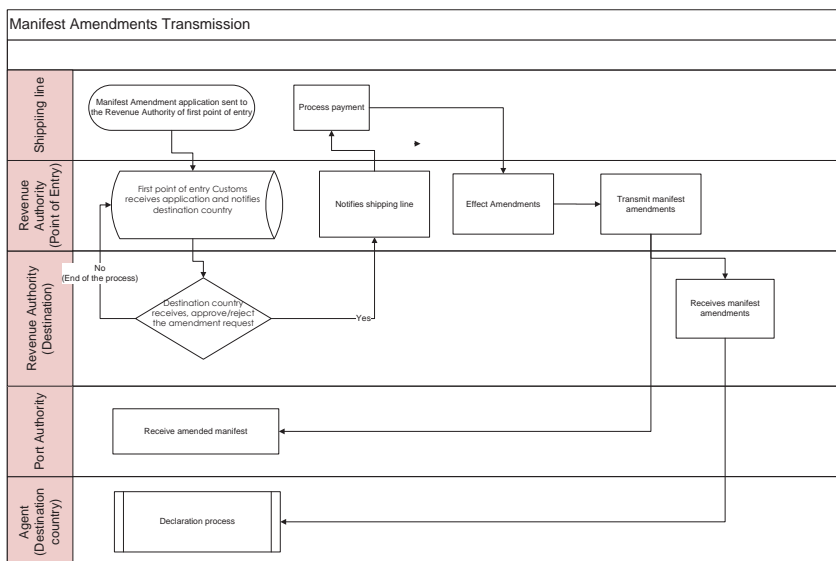 Manifest Amendments Transmission
Shipiing line
Manifest Amendment application sent to
the Revenue Authority of first point of entry
Process payment
Revenue
Authority
(Point of Entry)
First point of entry Customs
receives application and notifies
destination country
Notifies shipping line
Effect Amendments
Transmit manifest
amendments
Revenue Authority
(Destination)
No
(End of the process)
Destination country
receives, approve/reject
the amendment request
Yes
Receives manifest
amendments
Port Authority
Receive amended manifest
Agent
(Destination
country)
Declaration process